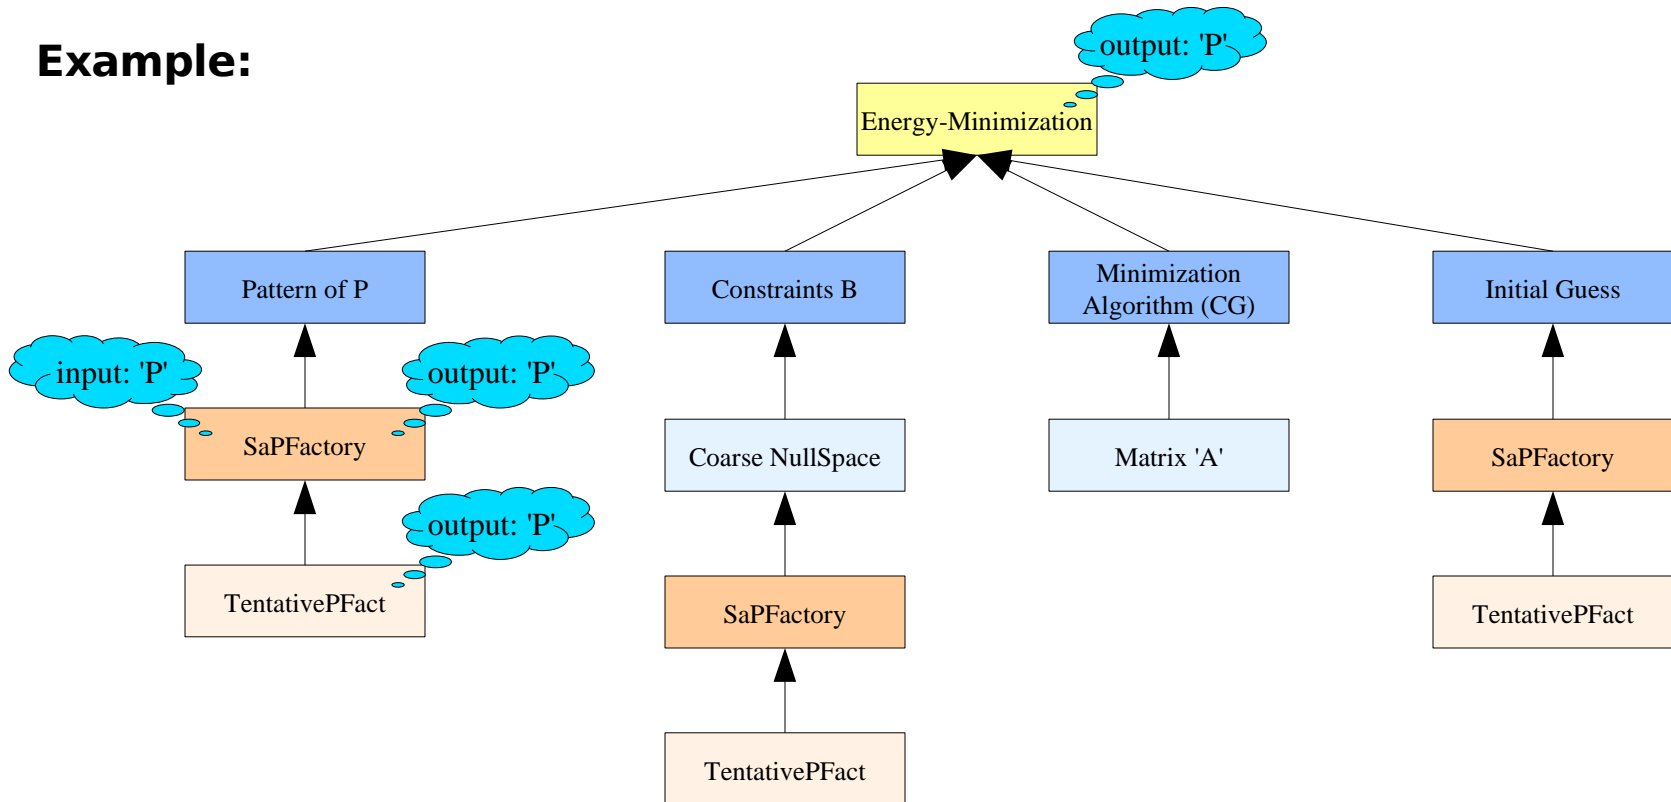 Example:
output: 'P'
Energy-Minimization
Pattern of P
Constraints B
Minimization
Algorithm (CG)
Initial Guess
input: 'P'
output: 'P'
SaPFactory
Coarse NullSpace
Matrix 'A'
SaPFactory
output: 'P'
TentativePFact
SaPFactory
TentativePFact
TentativePFact